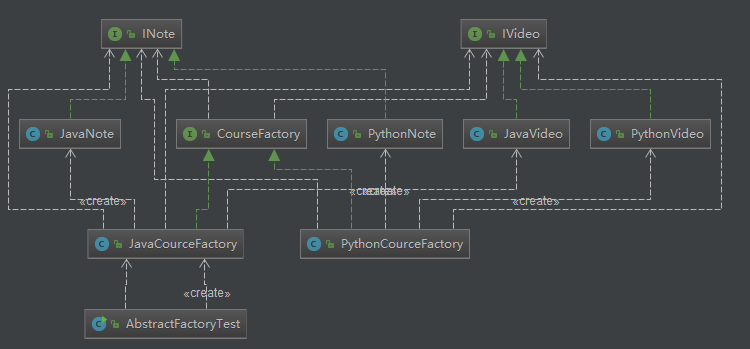 INote
IVideo
JavaNote
CourseFactory
PythonNote
JavaVideo
PythonVideo
«create»
«create»
«create»
«create»
JavaCourceFactory
PythonCourceFactory
«create»
AbstractFactoryTest